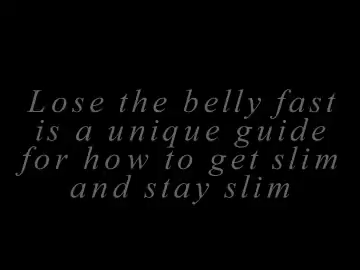 Lose the belly fast
is a unique guide
for how to get slim
and stay slim